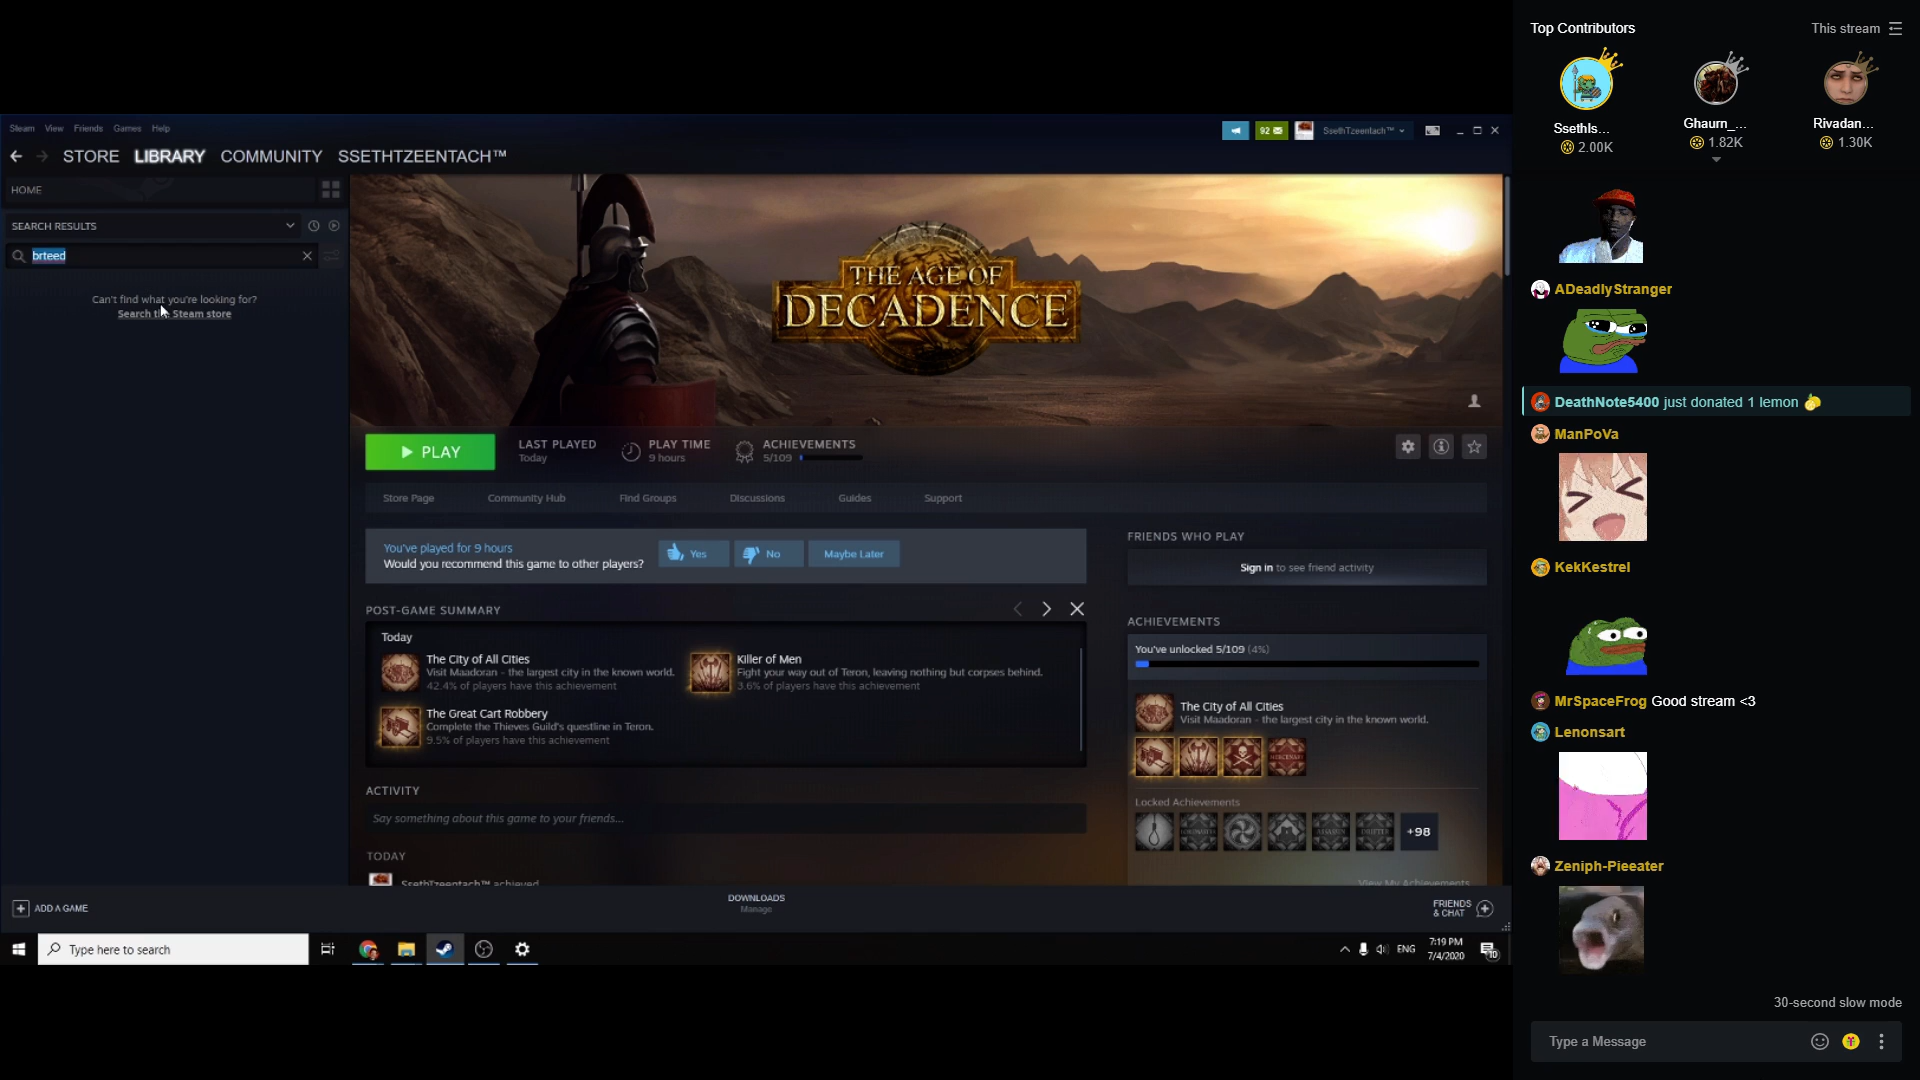 Steam View Friends Games Help
92
SsethTzeentach™
STORE LIBRARY COMMUNITY SSETHTZEENTACH™
HOME
SEARCH RESULTS
brteed
Can't find what you're looking for?
Search the Steam store
THE AGE OF
DECADENCE
PLAY
LAST PLAYED
Today
PLAY TIME
9 hours
ACHIEVEMENTS
5/109
Store Page Community Hub Find Groups Discussions Guides Support
You've played for 9 hours
Would you recommend this game to other players?
Yes
No
Maybe Later
POST-GAME SUMMARY
Today
The City of All Cities
Visit Maadoran - the largest city in the known world.
42.4% of players have this achievement
Killer of Men
Fight your way out of Teron, leaving nothing but corpses behind.
3.6% of players have this achievement
The Great Cart Robbery
Complete the Thieves Guild's questline in Teron.
9.5% of players have this achievement
ACTIVITY
Say something about this game to your friends...
TODAY
SsethTzeentach™ achieved
FRIENDS WHO PLAY
Sign in to see friend activity
ACHIEVEMENTS
You've unlocked 5/109 (4%)
The City of All Cities
Visit Maadoran - the largest city in the known world.
MERCENARY
Locked Achievements
ASSASSIN
DRIFTER
+98
View My Achievements
ADD A GAME
DOWNLOADS
Manage
FRIENDS
& CHAT
Type here to search
ENG
7:19 PM
7/4/2020
10
Top Contributors
This stream
SsethIs...
2.00K
Ghaurn_...
1.82K
Rivadan...
1.30K
ADeadlyStranger
DeathNote5400 just donated 1 lemon
ManPoVa
KekKestrel
MrSpaceFrog Good stream <3
Lenonsart
Zeniph-Pieeater
30-second slow mode
Type a Message